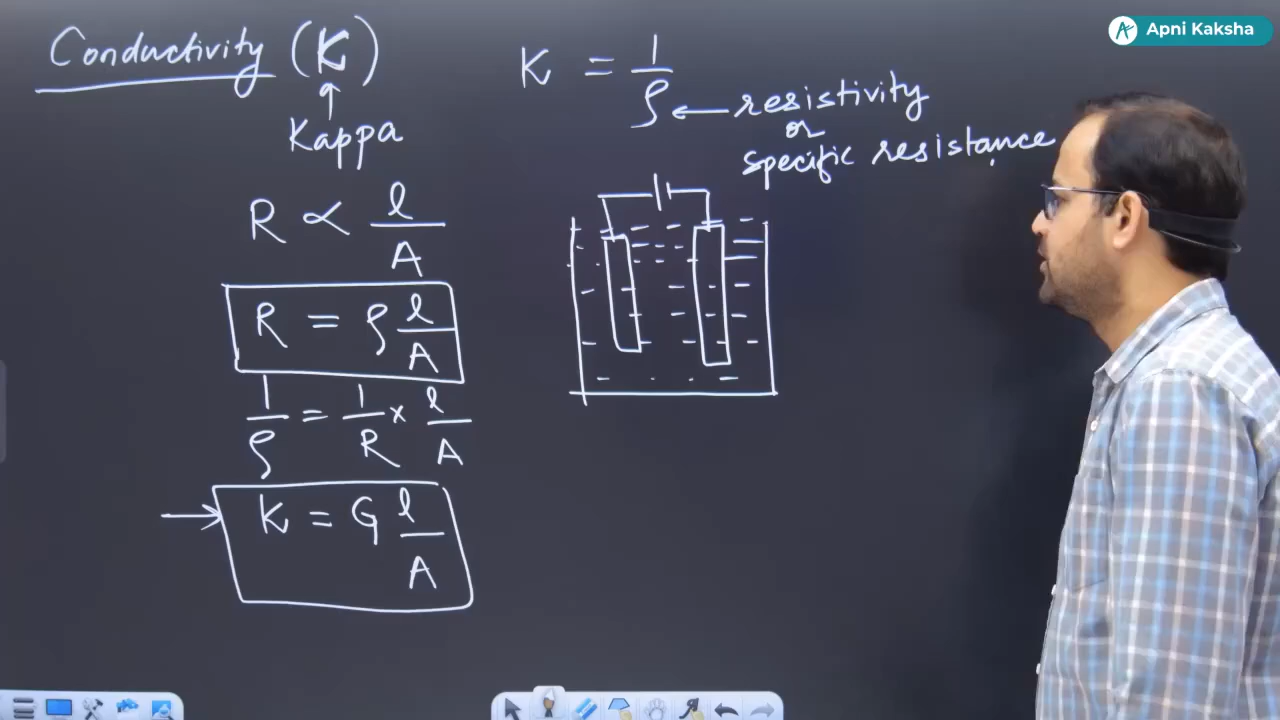 Apni Kaksha
Conductivity (K)
Kappa
K = 1/ρ ← resistivity
or
specific resistance
R ∝ l/A
R = ρ l/A
1/ρ = 1/R × l/A
→ K = G l/A